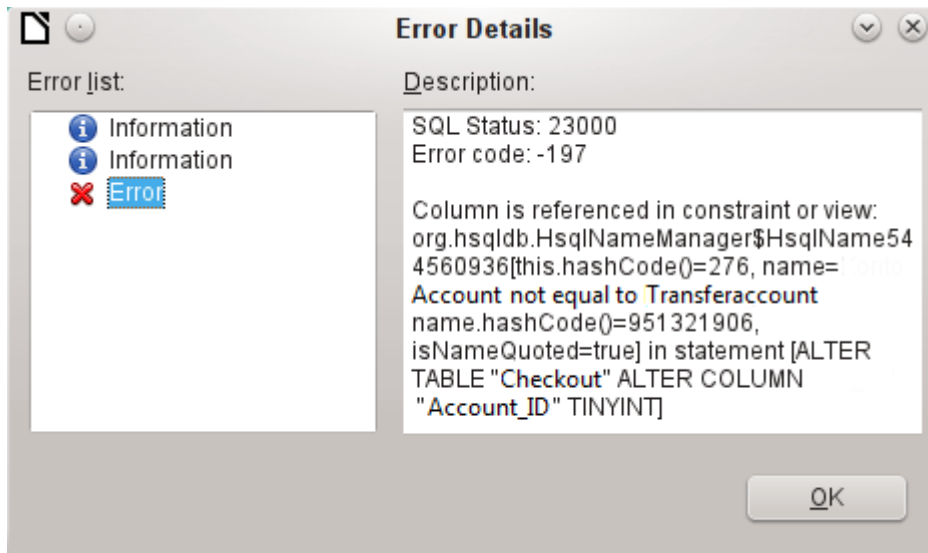 Error Details
Error list:
Description:
Information
Information
Error
SQL Status: 23000
Error code: -197
Column is referenced in constraint or view:
org.hsqldb.HsqlNameManager$HsqlName54
4560936[this.hashCode()=276, name=
Account not equal to Transferaccount
name.hashCode()=951321906,
isNameQuoted=true] in statement [ALTER
TABLE "Checkout" ALTER COLUMN
"Account_ID" TINYINT]
OK